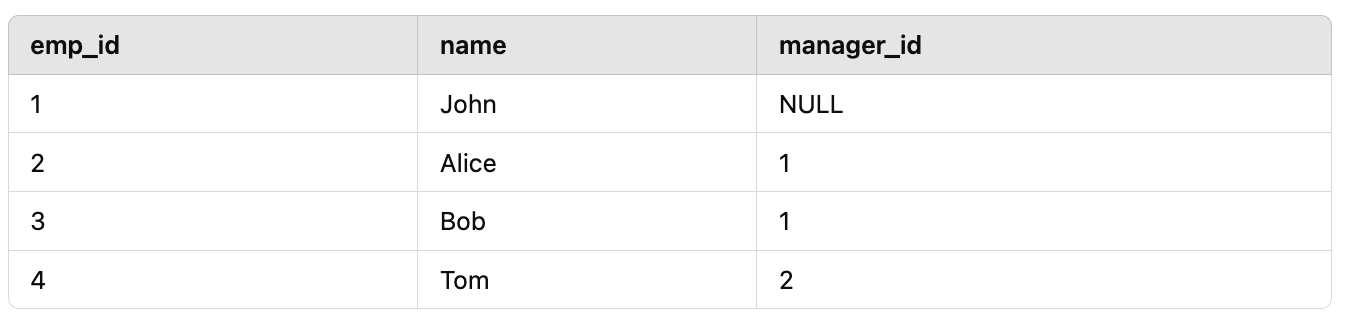 emp_id name manager_id
1 John NULL
2 Alice 1
3 Bob 1
4 Tom 2